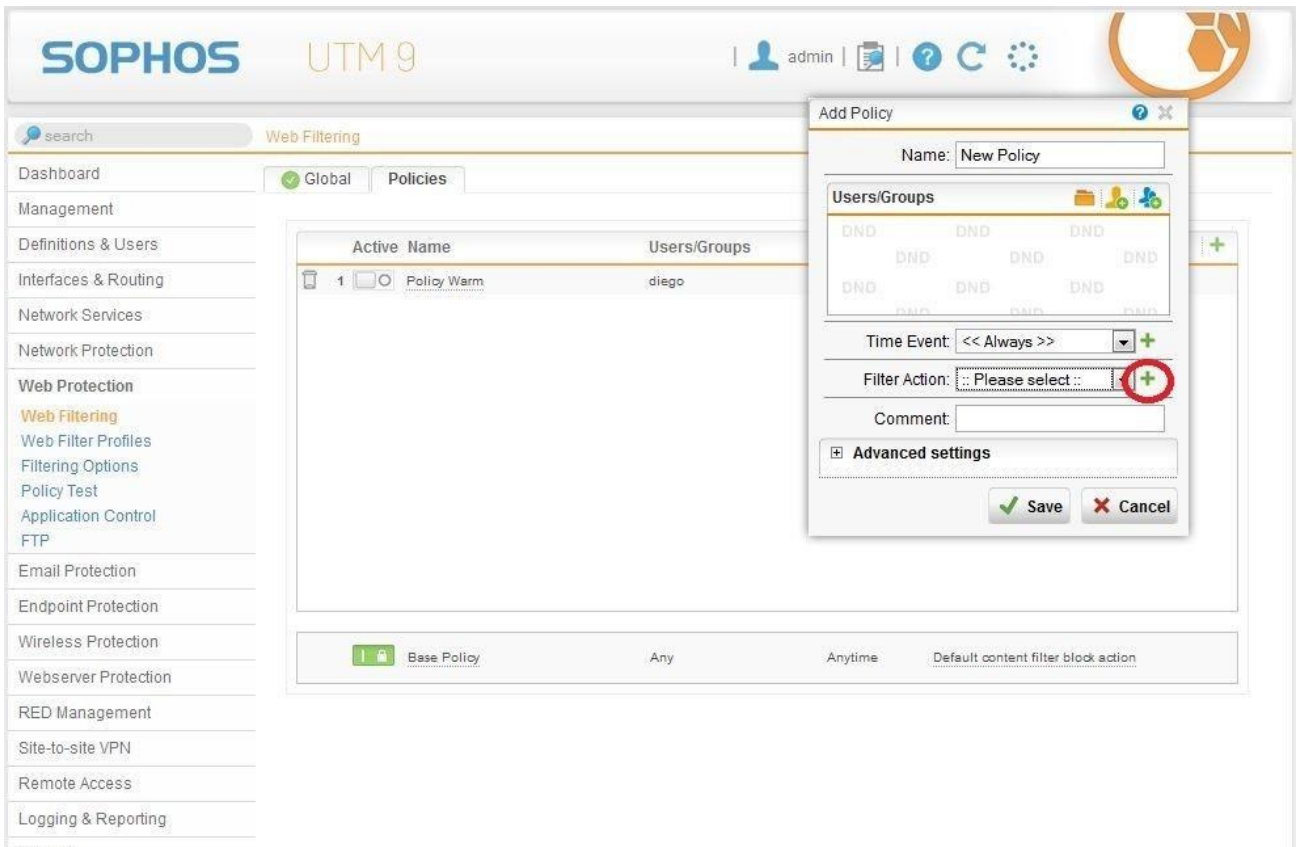 SOPHOS UTM 9
| admin | |
search
Web Filtering
Dashboard
Management
Definitions & Users
Interfaces & Routing
Network Services
Network Protection
Web Protection
Web Filtering
Web Filter Profiles
Filtering Options
Policy Test
Application Control
FTP
Email Protection
Endpoint Protection
Wireless Protection
Webserver Protection
RED Management
Site-to-site VPN
Remote Access
Logging & Reporting
Global Policies
Active Name Users/Groups
1 Policy Warm diego
Base Policy Any Anytime Default content filter block action
Add Policy
Name: New Policy
Users/Groups
DND DND DND
DND DND DND
DND DND DND
DND DND DND
Time Event: << Always >>
Filter Action: :: Please select ::
Comment:
Advanced settings
Save Cancel